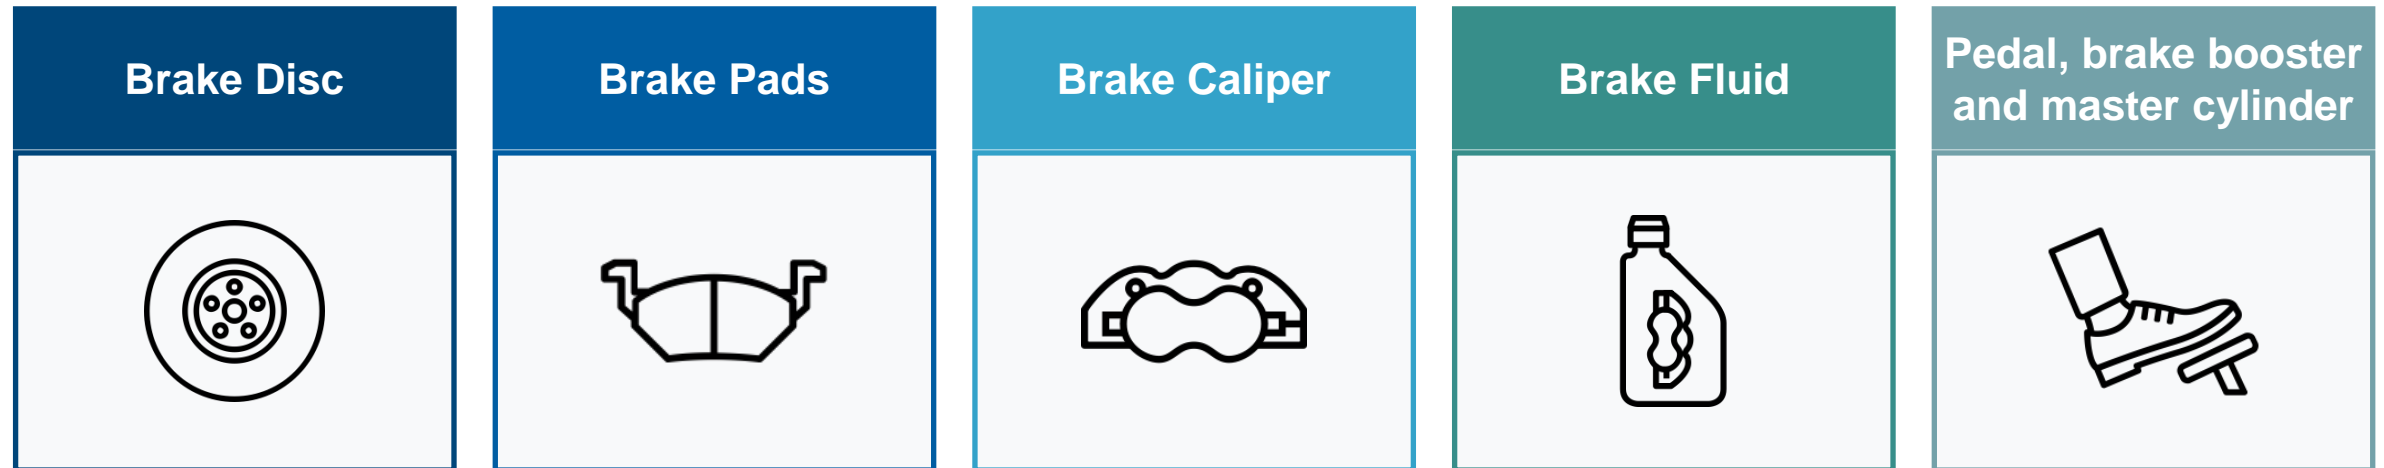 Brake Disc
Brake Pads
Brake Caliper
Brake Fluid
Pedal, brake booster
and master cylinder